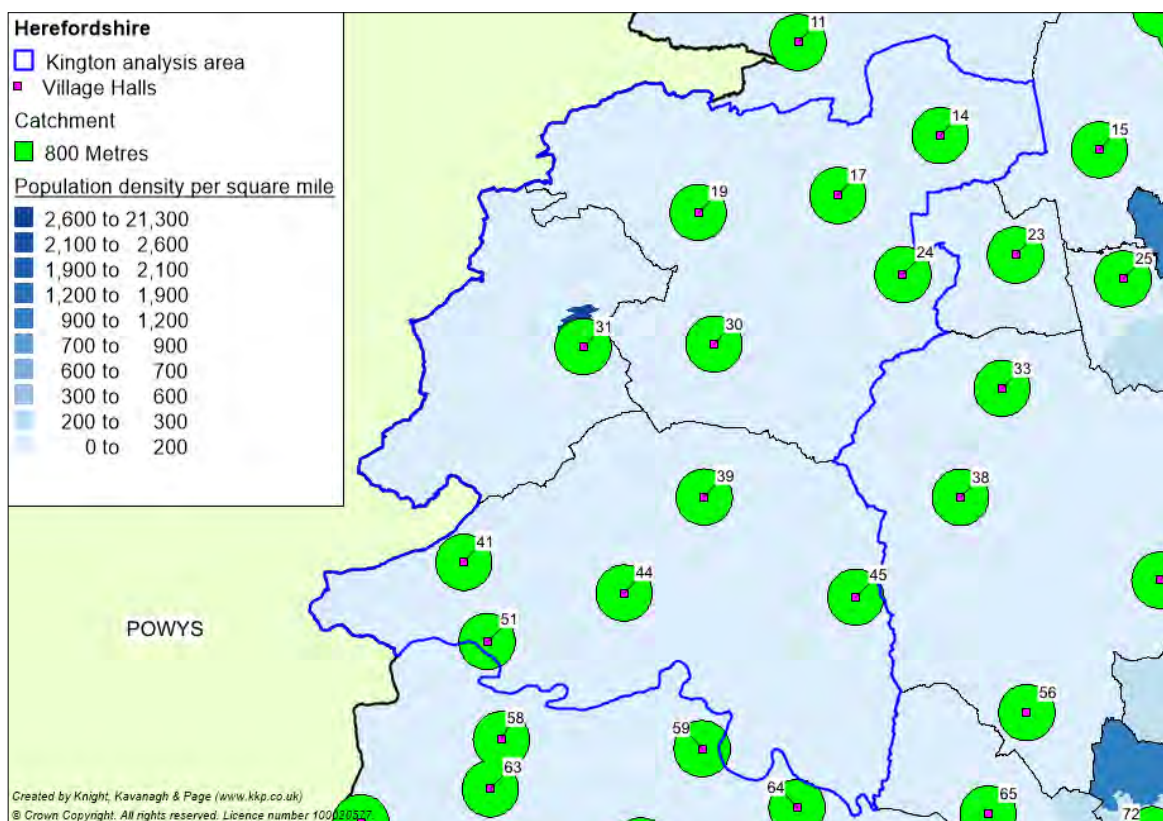 Herefordshire
Kington analysis area
Village Halls
Catchment
800 Metres
Population density per square mile
2,600 to 21,300
2,100 to 2,600
1,900 to 2,100
1,200 to 1,900
900 to 1,200
700 to 900
600 to 700
300 to 600
200 to 300
0 to 200
11
14
15
17
19
23
24
25
30
31
33
38
39
41
44
45
51
POWYS
56
58
59
63
64
65
72
Created by Knight, Kavanagh & Page (www.kkp.co.uk)
© Crown Copyright. All rights reserved. Licence number 100020577.